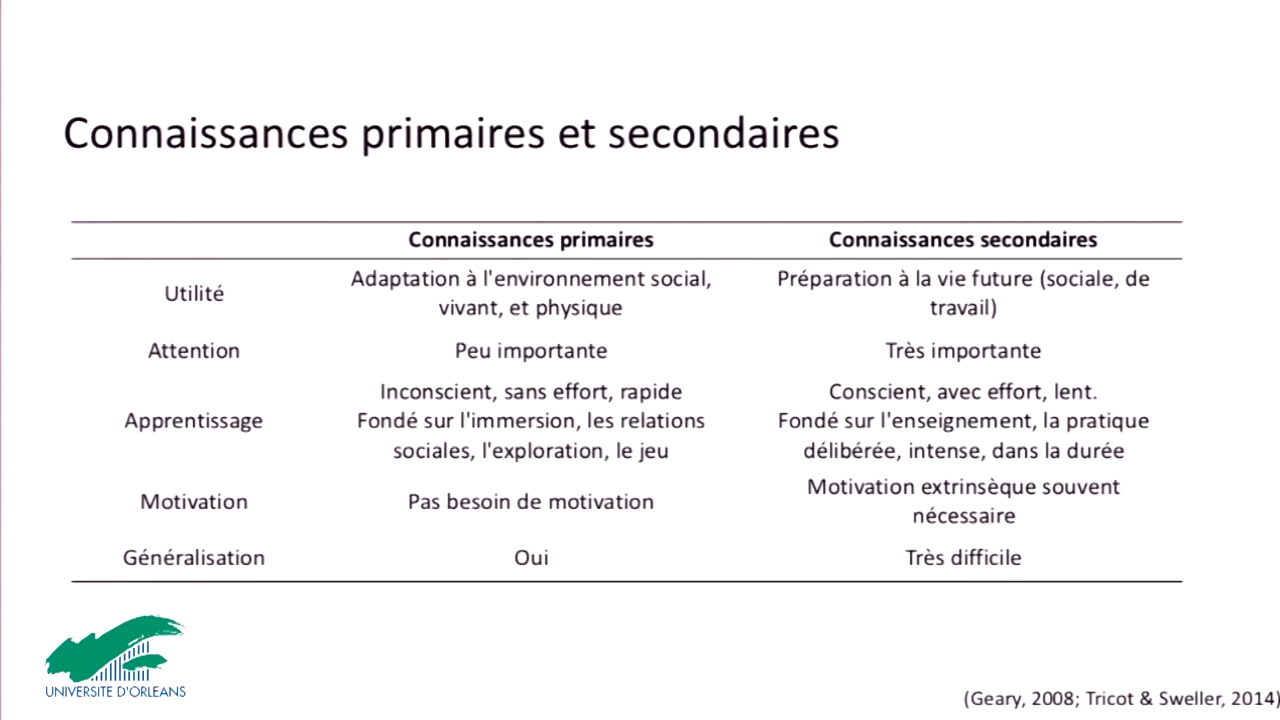 Connaissances primaires et secondaires
Connaissances primaires Connaissances secondaires
Utilité
Adaptation à l'environnement social,
vivant, et physique
Préparation à la vie future (sociale, de
travail)
Attention Peu importante Très importante
Apprentissage
Inconscient, sans effort, rapide
Fondé sur l'immersion, les relations
sociales, l'exploration, le jeu
Conscient, avec effort, lent.
Fondé sur l'enseignement, la pratique
délibérée, intense, dans la durée
Motivation Pas besoin de motivation
Motivation extrinsèque souvent
nécessaire
Généralisation Oui Très difficile
UNIVERSITE D'ORLEANS
(Geary, 2008; Tricot & Sweller, 2014)